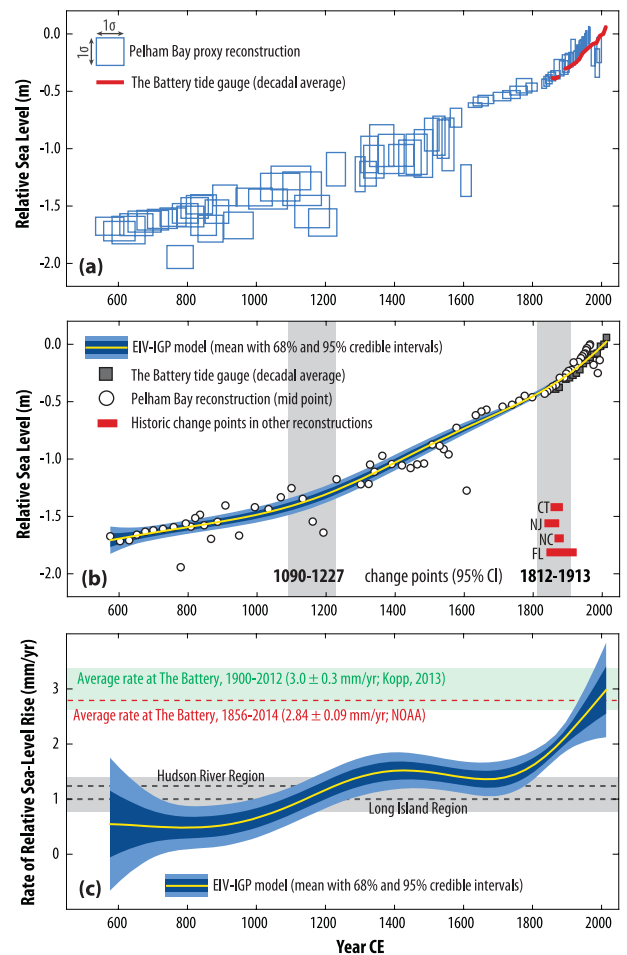 1σ
1σ
Pelham Bay proxy reconstruction
The Battery tide gauge (decadal average)
Relative Sea Level (m)
0.0
-0.5
-1.0
-1.5
-2.0
(a)
600 800 1000 1200 1400 1600 1800 2000
EIV-IGP model (mean with 68% and 95% credible intervals)
The Battery tide gauge (decadal average)
Pelham Bay reconstruction (mid point)
Historic change points in other reconstructions
Relative Sea Level (m)
0.0
-0.5
-1.0
-1.5
-2.0
CT
NJ
NC
FL
(b)
1090-1227 change points (95% CI) 1812-1913
600 800 1000 1200 1400 1600 1800 2000
Rate of Relative Sea-Level Rise (mm/yr)
3
2
1
0
Average rate at The Battery, 1900-2012 (3.0 ± 0.3 mm/yr; Kopp, 2013)
Average rate at The Battery, 1856-2014 (2.84 ± 0.09 mm/yr; NOAA)
Hudson River Region
Long Island Region
(c)
EIV-IGP model (mean with 68% and 95% credible intervals)
600 800 1000 1200 1400 1600 1800 2000
Year CE